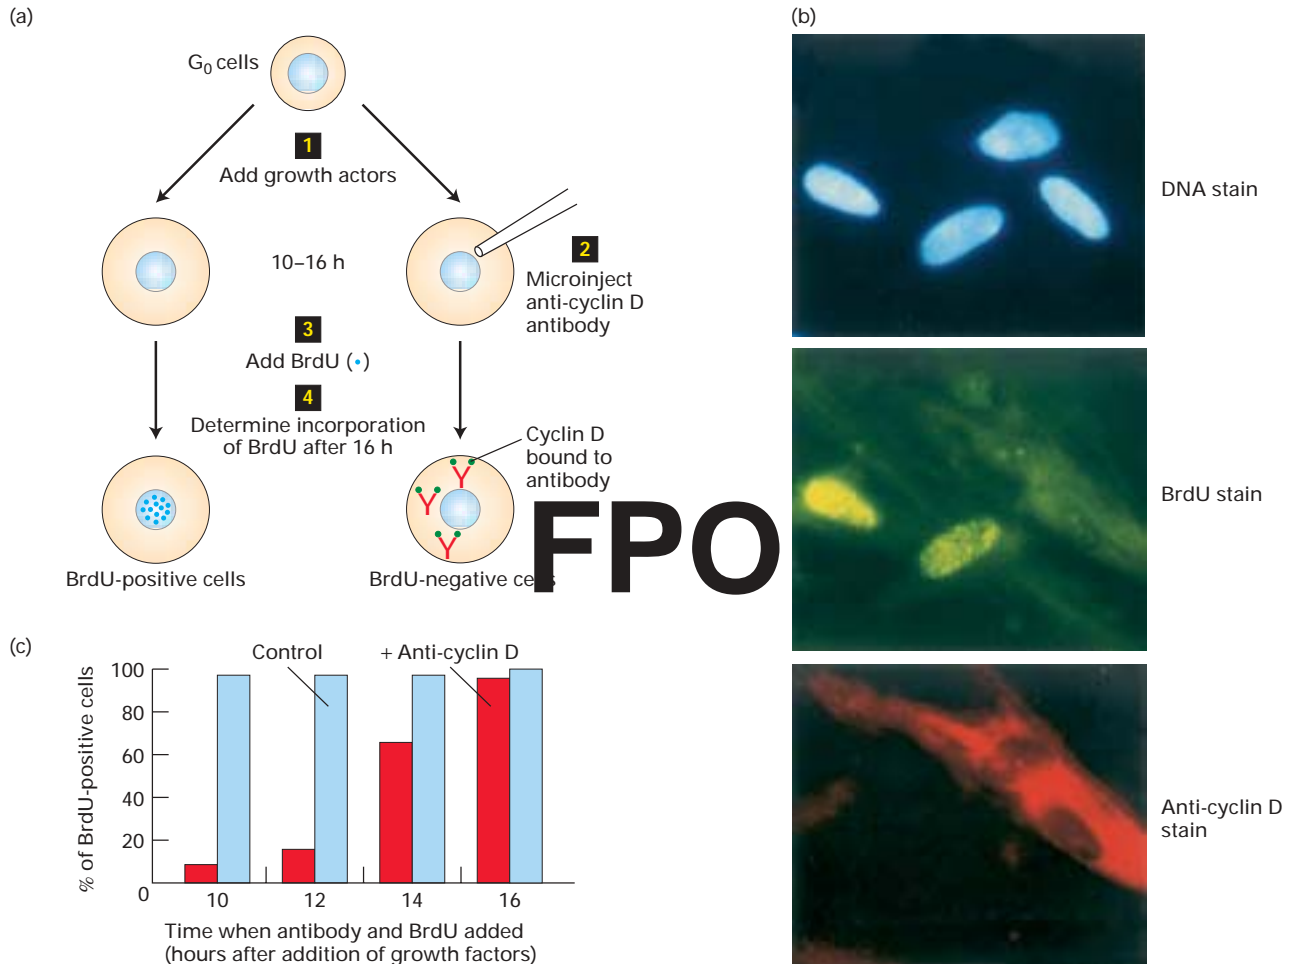 (a)
G0 cells
1
Add growth actors
10–16 h
2
Microinject
anti-cyclin D
antibody
3
Add BrdU (•)
4
Determine incorporation
of BrdU after 16 h
Cyclin D
bound to
antibody
BrdU-positive cells
BrdU-negative cells
FPO
(b)
DNA stain
BrdU stain
Anti-cyclin D
stain
(c)
Control
+ Anti-cyclin D
% of BrdU-positive cells
100
80
60
40
20
0
10
12
14
16
Time when antibody and BrdU added
(hours after addition of growth factors)